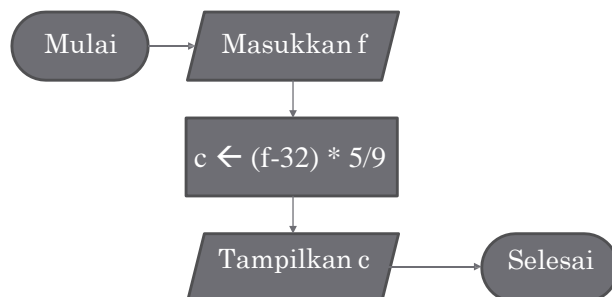 Mulai
Masukkan f
c ← (f-32) * 5/9
Tampilkan c
Selesai